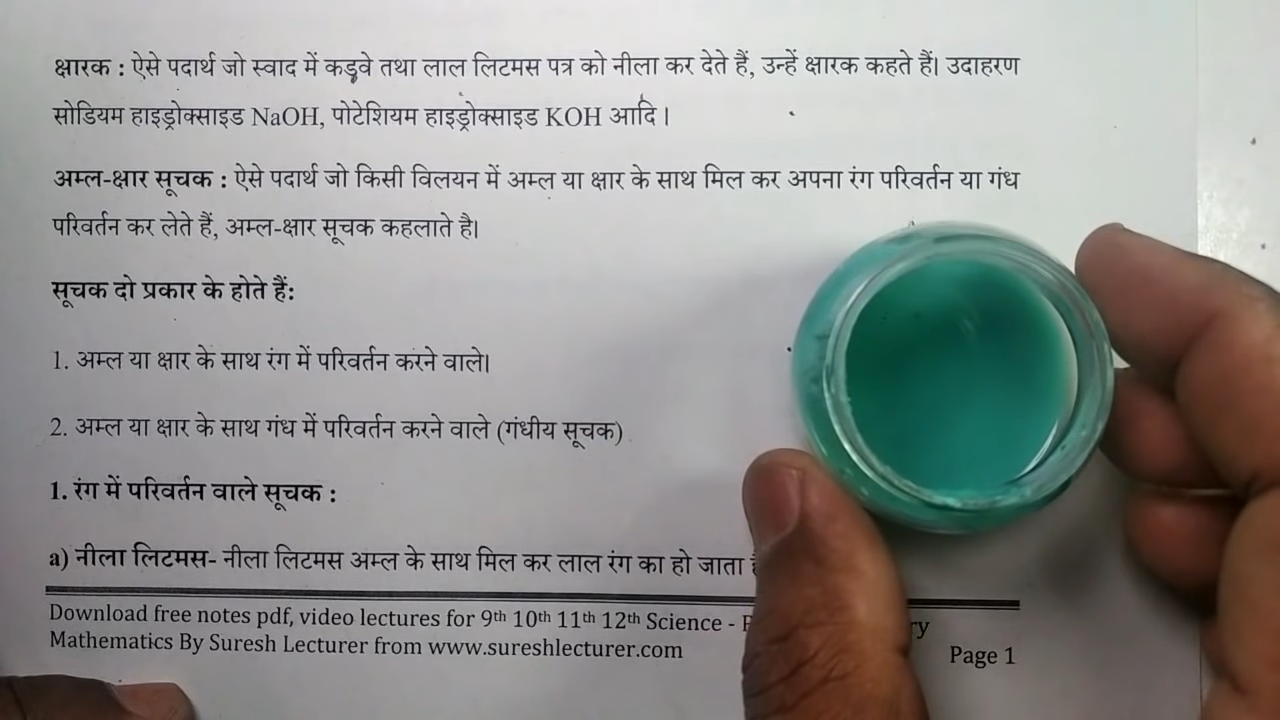 क्षारक : ऐसे पदार्थ जो स्वाद में कड़वे तथा लाल लिटमस पत्र को नीला कर देते हैं, उन्हें क्षारक कहते हैं। उदाहरण
सोडियम हाइड्रोक्साइड NaOH, पोटेशियम हाइड्रोक्साइड KOH आदि ।
अम्ल-क्षार सूचक : ऐसे पदार्थ जो किसी विलयन में अम्ल या क्षार के साथ मिल कर अपना रंग परिवर्तन या गंध
परिवर्तन कर लेते हैं, अम्ल-क्षार सूचक कहलाते है।
सूचक दो प्रकार के होते हैं:
1. अम्ल या क्षार के साथ रंग में परिवर्तन करने वाले।
2. अम्ल या क्षार के साथ गंध में परिवर्तन करने वाले (गंधीय सूचक)
1. रंग में परिवर्तन वाले सूचक :
a) नीला लिटमस- नीला लिटमस अम्ल के साथ मिल कर लाल रंग का हो जाता
Download free notes pdf, video lectures for 9th 10th 11th 12th Science -
Mathematics By Suresh Lecturer from www.sureshlecturer.com
Page 1